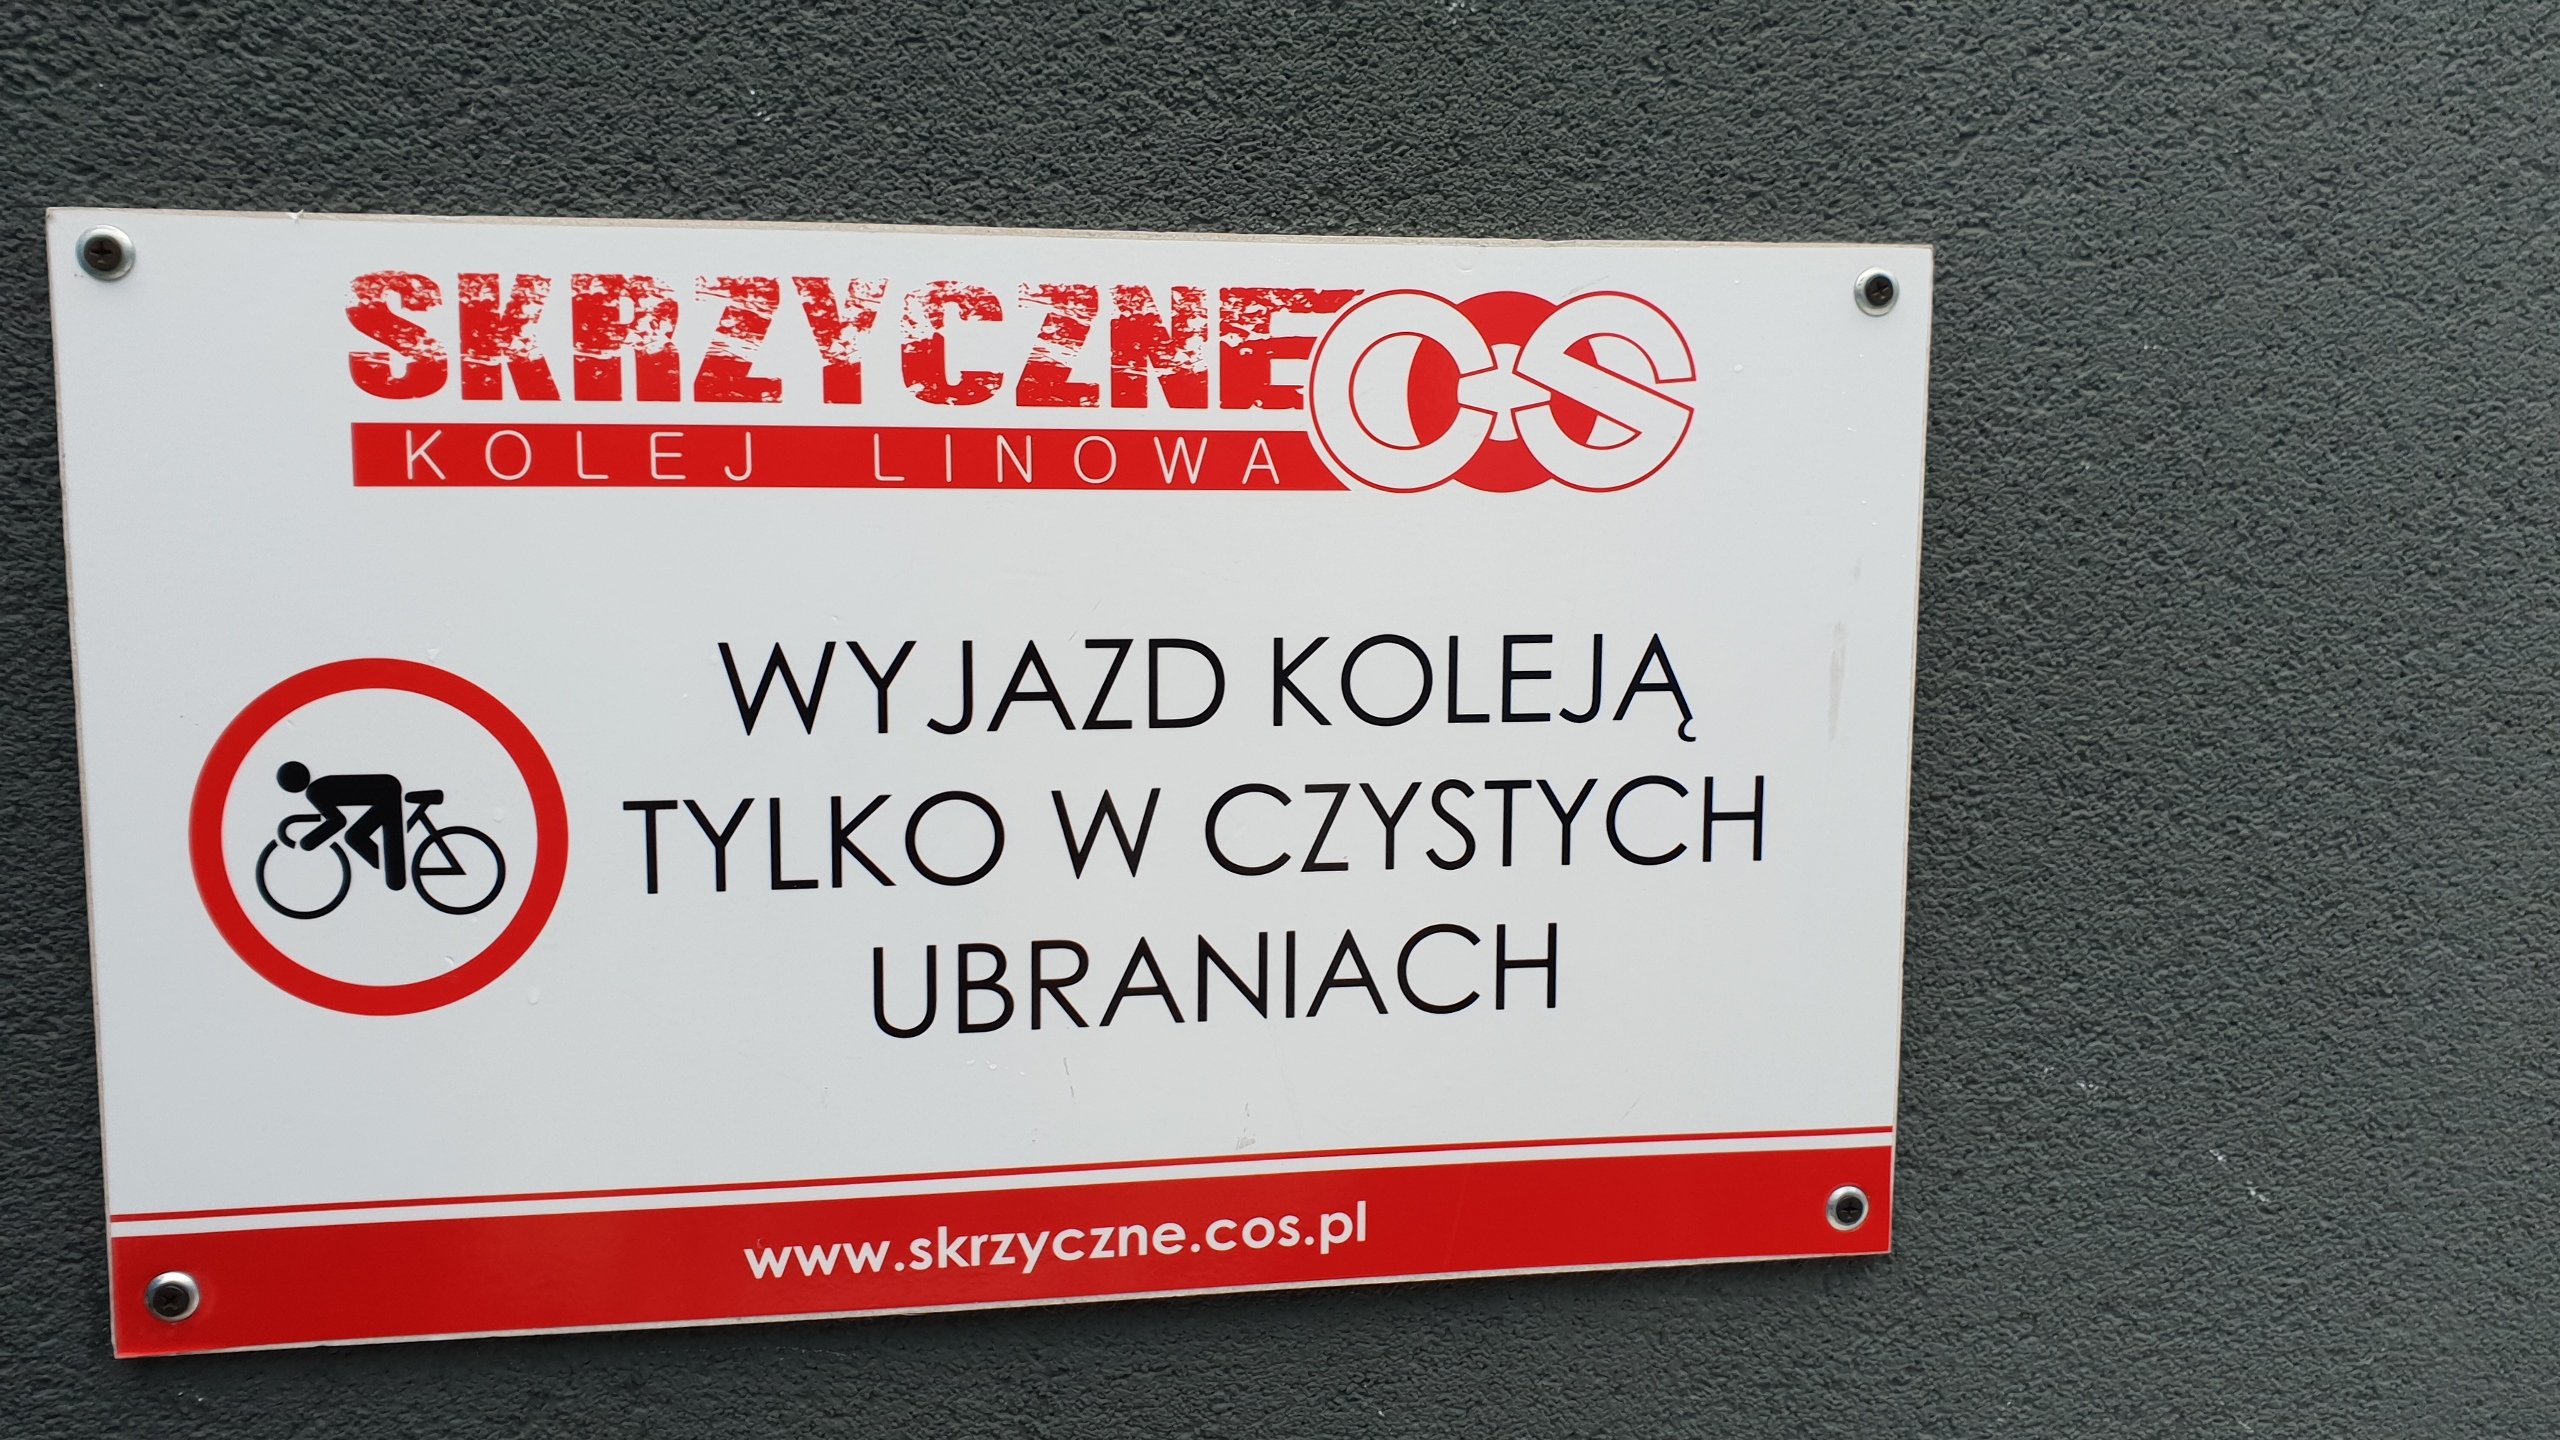 SKRZYCZNE COS
KOLEJ LINOWA
WYJAZD KOLEJĄ
TYLKO W CZYSTYCH
UBRANIACH
www.skrzyczne.cos.pl